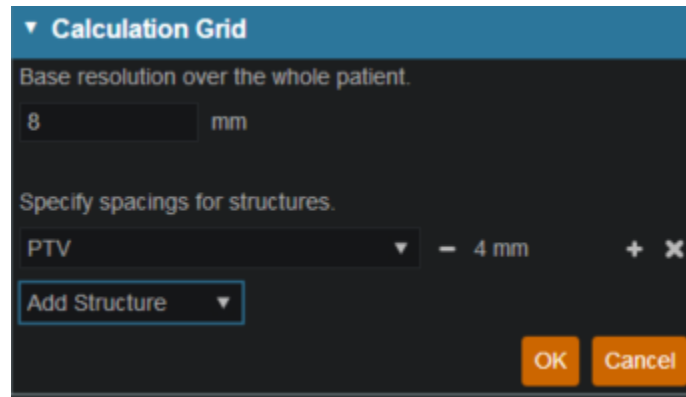 Calculation Grid
Base resolution over the whole patient.
8 mm
Specify spacings for structures.
PTV 4 mm
Add Structure
OK Cancel